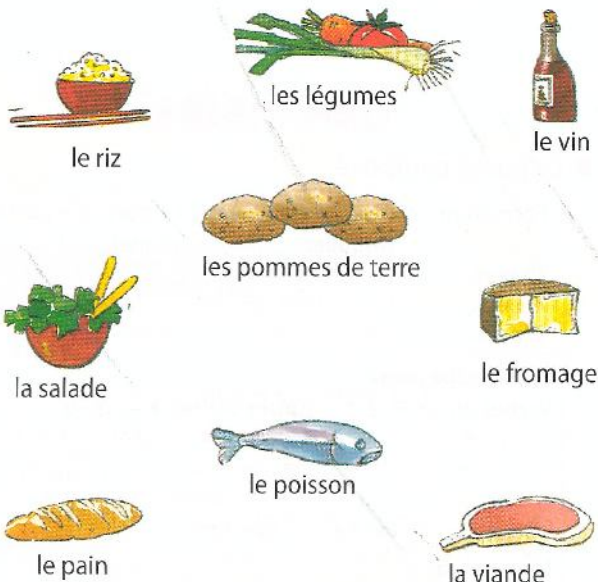 les légumes
le vin
le riz
les pommes de terre
le fromage
la salade
le poisson
le pain
la viande